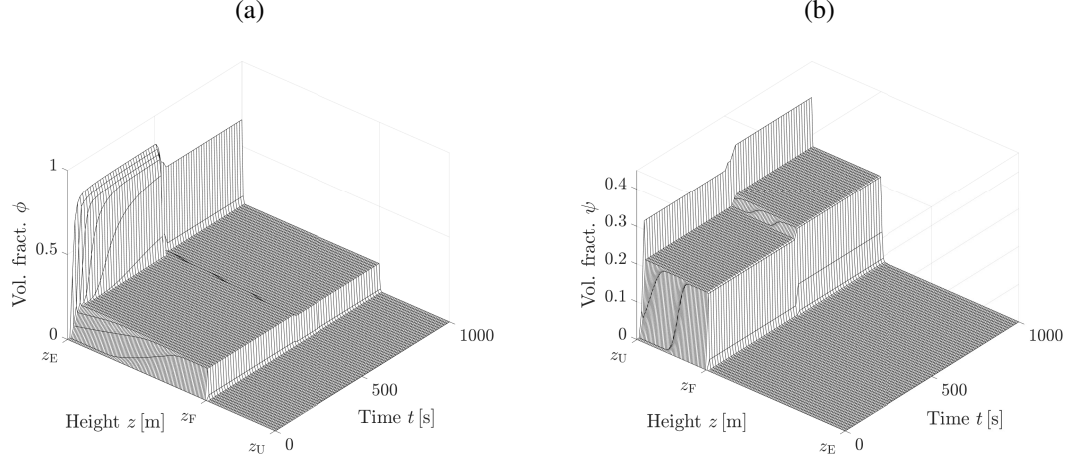 (a)
1
0.5
0
Vol. fract. ϕ
z_E
Height z [m]
z_F
z_U
0
500
1000
Time t [s]
(b)
0.4
0.3
0.2
0.1
0
Vol. fract. ψ
z_U
z_F
Height z [m]
z_E
0
500
1000
Time t [s]